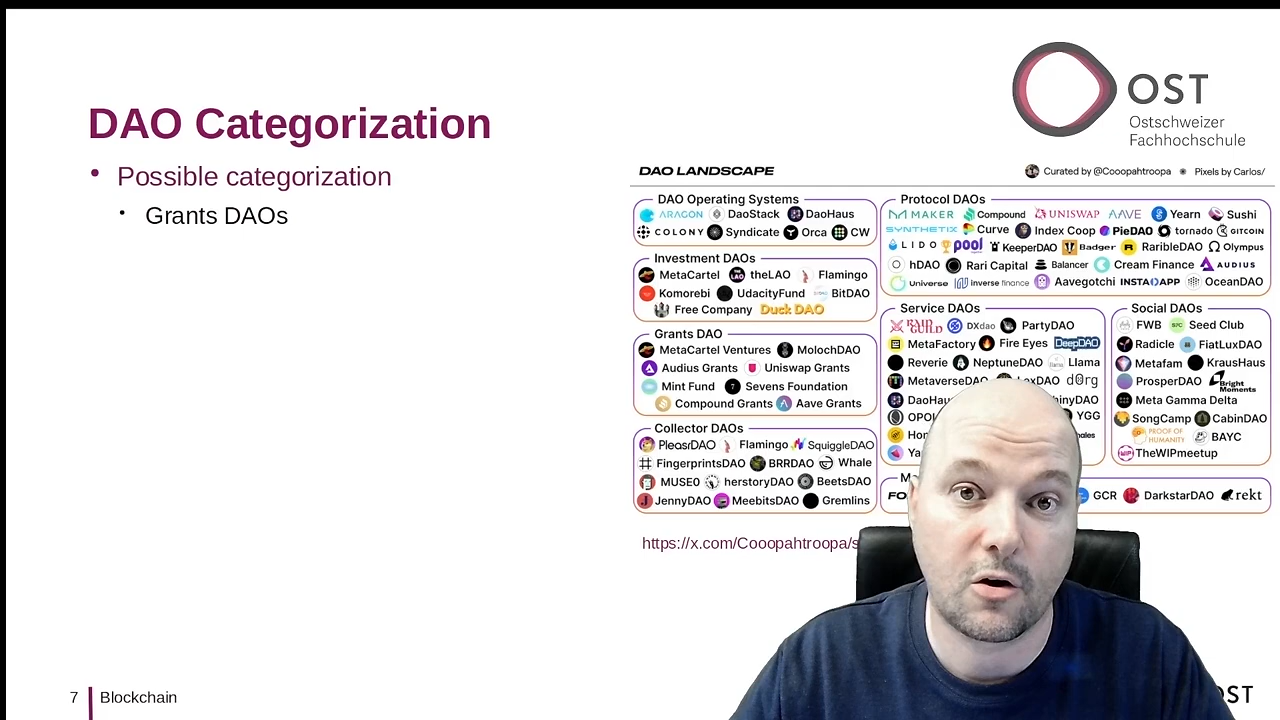 OST
Ostschweizer
Fachhochschule
DAO Categorization
Possible categorization
Grants DAOs
DAO LANDSCAPE
Curated by @Cooopahtroopa
Pixels by Carlos/
DAO Operating Systems
ARAGON DaoStack DaoHaus
COLONY Syndicate Orca CW
Investment DAOs
MetaCartel theLAO Flamingo
Komorebi UdacityFund BitDAO
Free Company Duck DAO
Grants DAO
MetaCartel Ventures MolochDAO
Audius Grants Uniswap Grants
Mint Fund Sevens Foundation
Compound Grants Aave Grants
Collector DAOs
PleasrDAO Flamingo SquiggleDAO
FingerprintsDAO BRRDAO Whale
MUSE0 herstoryDAO BeetsDAO
JennyDAO MeebitsDAO Gremlins
Protocol DAOs
MAKER Compound UNISWAP AAVE Yearn Sushi
SYNTHETIX Curve Index Coop PieDAO tornado GITCOIN
LIDO pool KeeperDAO Badger RaribleDAO Olympus
hDAO Rari Capital Balancer Cream Finance AUDIUS
Universe inverse finance Aavegotchi INSTADAPP OceanDAO
Service DAOs
RAID GUILD DXdao PartyDAO
MetaFactory Fire Eyes DeepDAO
Reverie NeptuneDAO Llama
MetaverseDAO LexDAO d0rg
YGG
Social DAOs
FWB Seed Club
Radicle FiatLuxDAO
Metafam KrausHaus
ProsperDAO Bright Moments
Meta Gamma Delta
SongCamp CabinDAO
PROOF OF HUMANITY BAYC
TheWIPmeetup
GCR DarkstarDAO rekt
https://x.com/Cooopahtroopa/s
7 Blockchain
OST